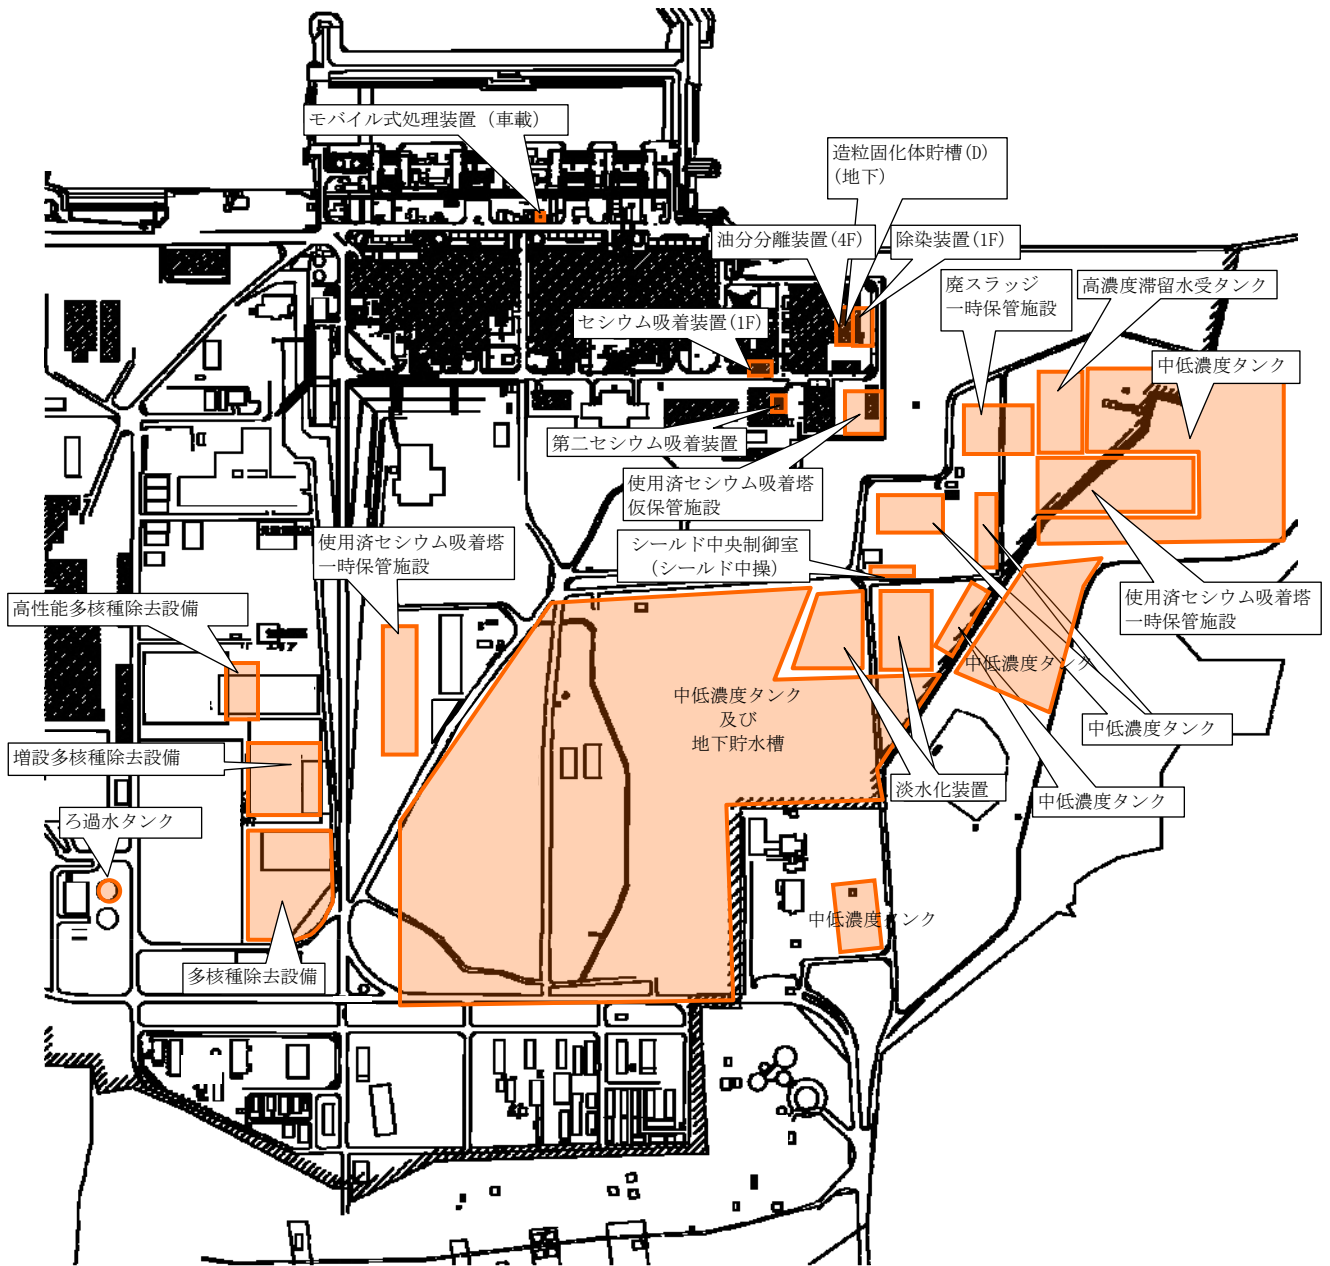 モバイル式処理装置（車載）
造粒固化体貯槽(D)
(地下)
油分分離装置(4F)
除染装置(1F)
廃スラッジ
一時保管施設
高濃度滞留水受タンク
セシウム吸着装置(1F)
中低濃度タンク
第二セシウム吸着装置
使用済セシウム吸着塔
仮保管施設
使用済セシウム吸着塔
一時保管施設
シールド中央制御室
（シールド中操）
高性能多核種除去設備
使用済セシウム吸着塔
一時保管施設
中低濃度タンク
中低濃度タンク
及び
地下貯水槽
中低濃度タンク
増設多核種除去設備
淡水化装置
中低濃度タンク
ろ過水タンク
中低濃度タンク
多核種除去設備